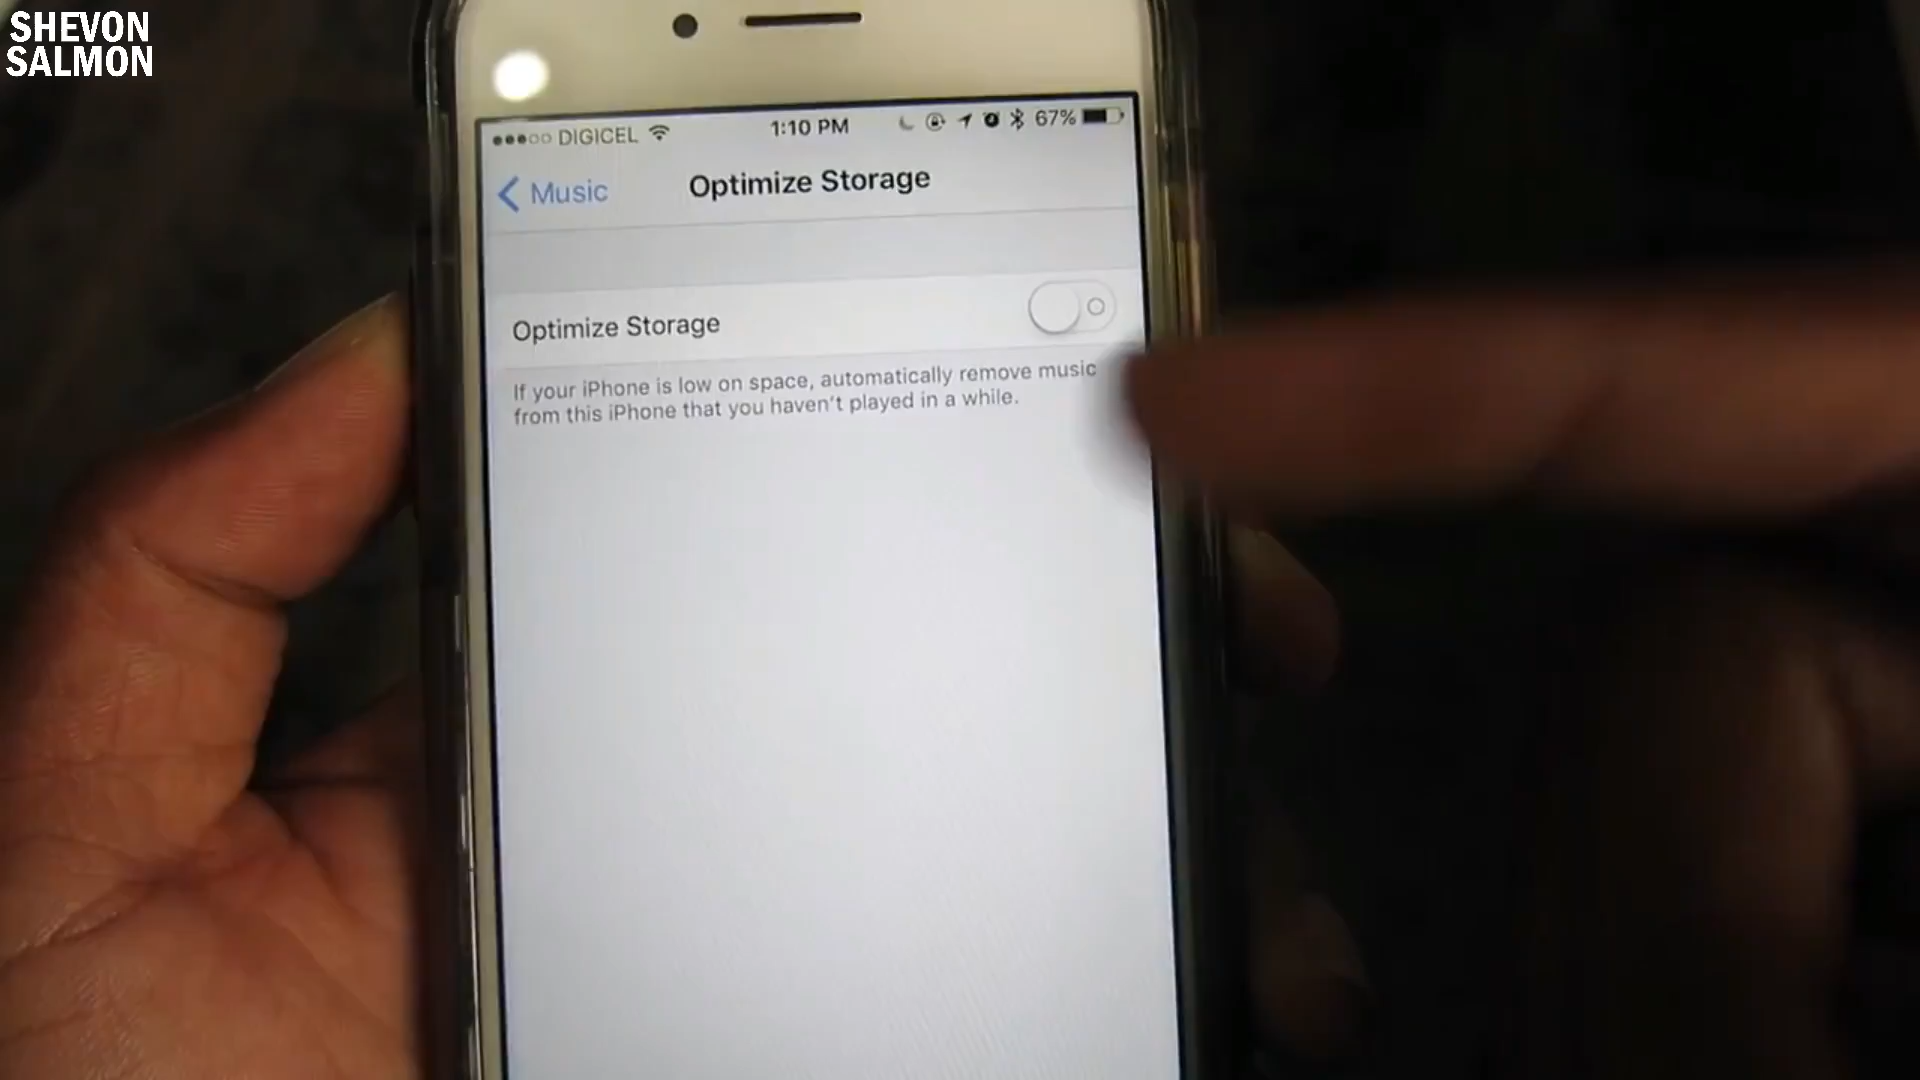 SHEVON
SALMON
DIGICEL 1:10 PM 67%
Music Optimize Storage
Optimize Storage
If your iPhone is low on space, automatically remove music
from this iPhone that you haven't played in a while.